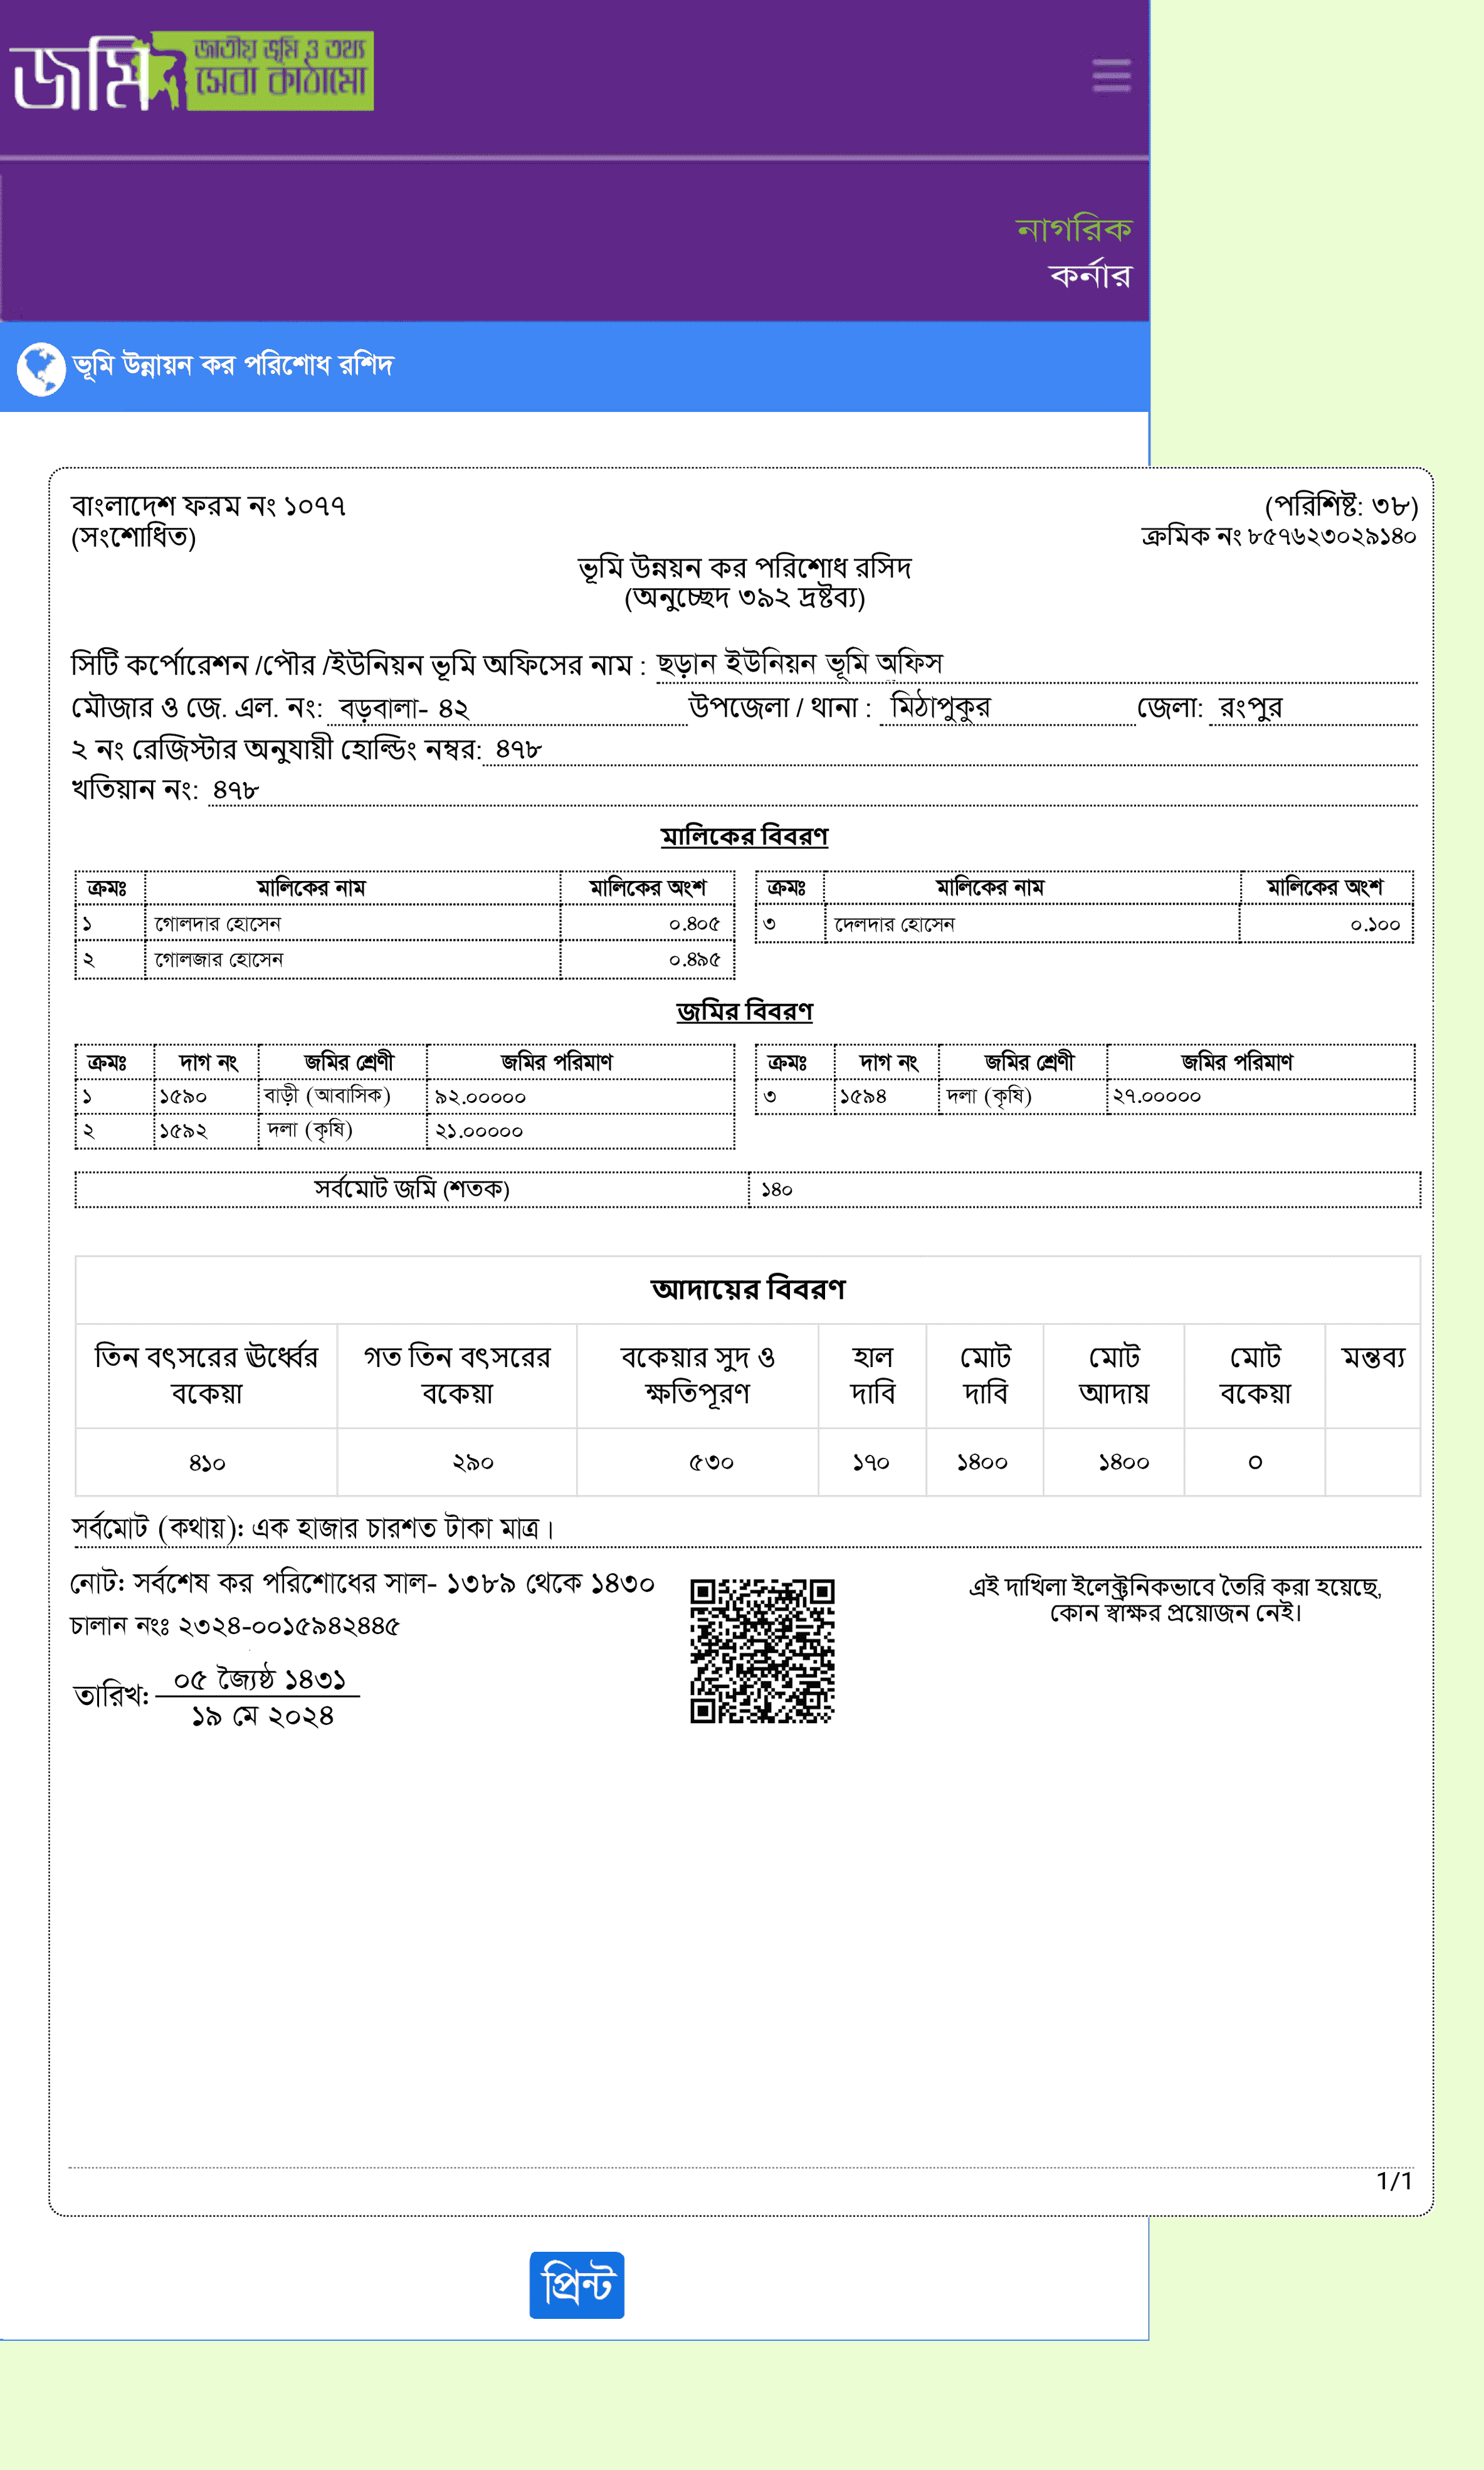 জমি জাতীয় ভূমি ও তথ্য
সেবা কাঠামো
নাগরিক
কর্নার
ভূমি উন্নায়ন কর পরিশোধ রশিদ
বাংলাদেশ ফরম নং ১০৭৭
(সংশোধিত)
(পরিশিষ্ট: ৩৮)
ক্রমিক নং ৮৫৭৬২৩০২৯১৪০
ভূমি উন্নয়ন কর পরিশোধ রসিদ
(অনুচ্ছেদ ৩৯২ দ্রষ্টব্য)
সিটি কর্পোরেশন /পৌর /ইউনিয়ন ভূমি অফিসের নাম : ছড়ান ইউনিয়ন ভূমি অফিস
মৌজার ও জে. এল. নং: বড়বালা- ৪২ উপজেলা / থানা : মিঠাপুকুর জেলা: রংপুর
২ নং রেজিস্টার অনুযায়ী হোল্ডিং নম্বর: ৪৭৮
খতিয়ান নং: ৪৭৮
মালিকের বিবরণ
ক্রমঃ মালিকের নাম মালিকের অংশ ক্রমঃ মালিকের নাম মালিকের অংশ
১ গোলদার হোসেন ০.৪০৫ ৩ দেলদার হোসেন ০.১০০
২ গোলজার হোসেন ০.৪৯৫
জমির বিবরণ
ক্রমঃ দাগ নং জমির শ্রেণী জমির পরিমাণ ক্রমঃ দাগ নং জমির শ্রেণী জমির পরিমাণ
১ ১৫৯০ বাড়ী (আবাসিক) ৯২.০০০০০ ৩ ১৫৯৪ দলা (কৃষি) ২৭.০০০০০
২ ১৫৯২ দলা (কৃষি) ২১.০০০০০
সর্বমোট জমি (শতক) ১৪০
আদায়ের বিবরণ
তিন বৎসরের ঊর্ধ্বের গত তিন বৎসরের বকেয়ার সুদ ও হাল মোট মোট মোট মন্তব্য
বকেয়া বকেয়া ক্ষতিপূরণ দাবি দাবি আদায় বকেয়া
৪১০ ২৯০ ৫৩০ ১৭০ ১৪০০ ১৪০০ ০
সর্বমোট (কথায়): এক হাজার চারশত টাকা মাত্র।
নোট: সর্বশেষ কর পরিশোধের সাল- ১৩৮৯ থেকে ১৪৩০
চালান নংঃ ২৩২৪-০০১৫৯৪২৪৪৫
তারিখ: ০৫ জ্যৈষ্ঠ ১৪৩১
১৯ মে ২০২৪
এই দাখিলা ইলেক্ট্রনিকভাবে তৈরি করা হয়েছে,
কোন স্বাক্ষর প্রয়োজন নেই।
1/1
প্রিন্ট